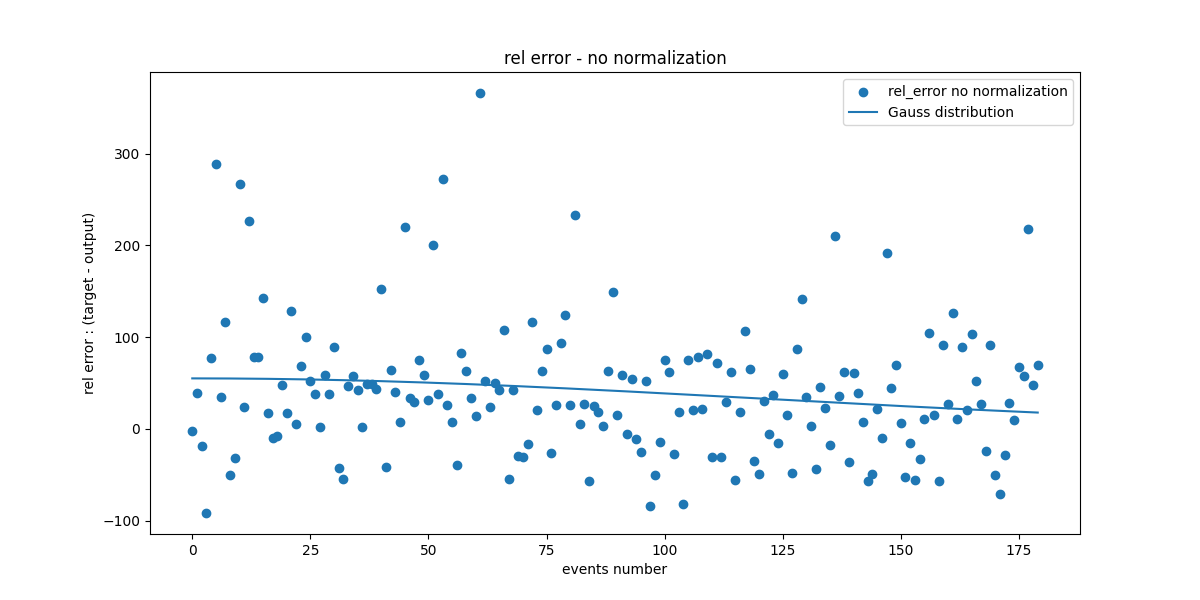 rel error - no normalization
rel_error no normalization
Gauss distribution
rel error : (target - output)
300
200
100
0
−100
0 25 50 75 100 125 150 175
events number